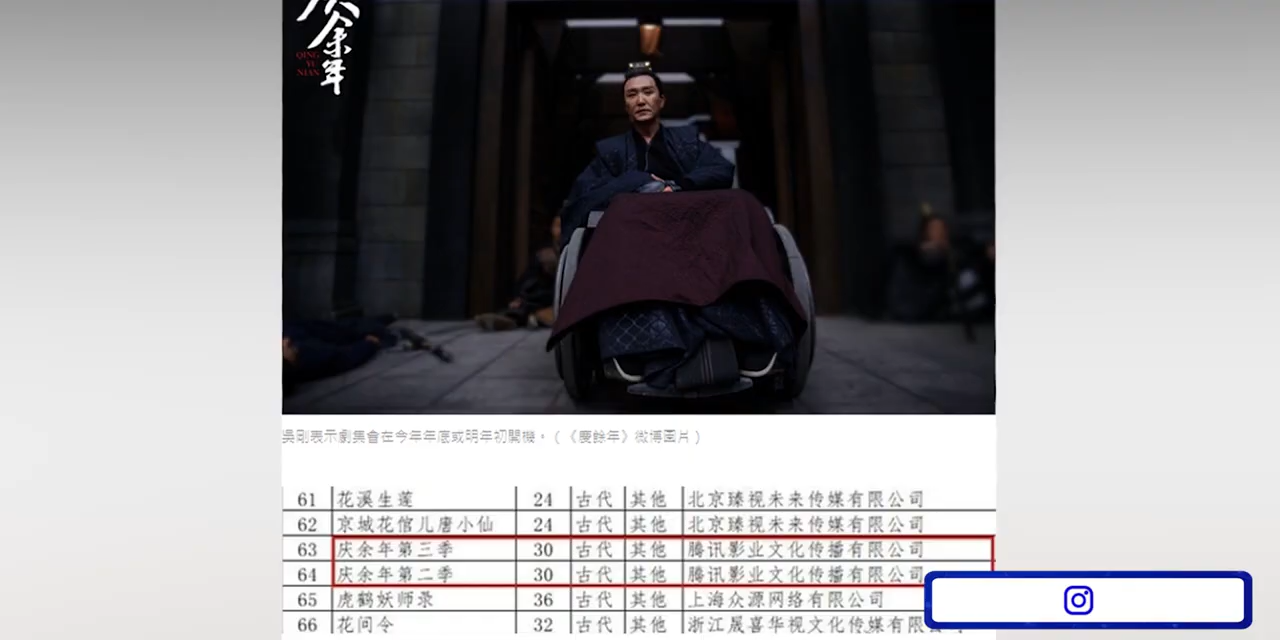 庆余年
QING
YU
NIAN
吳剛表示劇集會在今年年底或明年初開機。（《慶餘年》微博圖片）
61 花溪生莲 24 古代 其他 北京臻视未来传媒有限公司
62 京城花馆儿唐小仙 24 古代 其他 北京臻视未来传媒有限公司
63 庆余年第三季 30 古代 其他 腾讯影业文化传播有限公司
64 庆余年第二季 30 古代 其他 腾讯影业文化传播有限公司
65 虎鹤妖师录 36 古代 其他 上海众源网络有限公司
66 花问令 32 古代 其他 浙江晟喜华视文化传媒有限